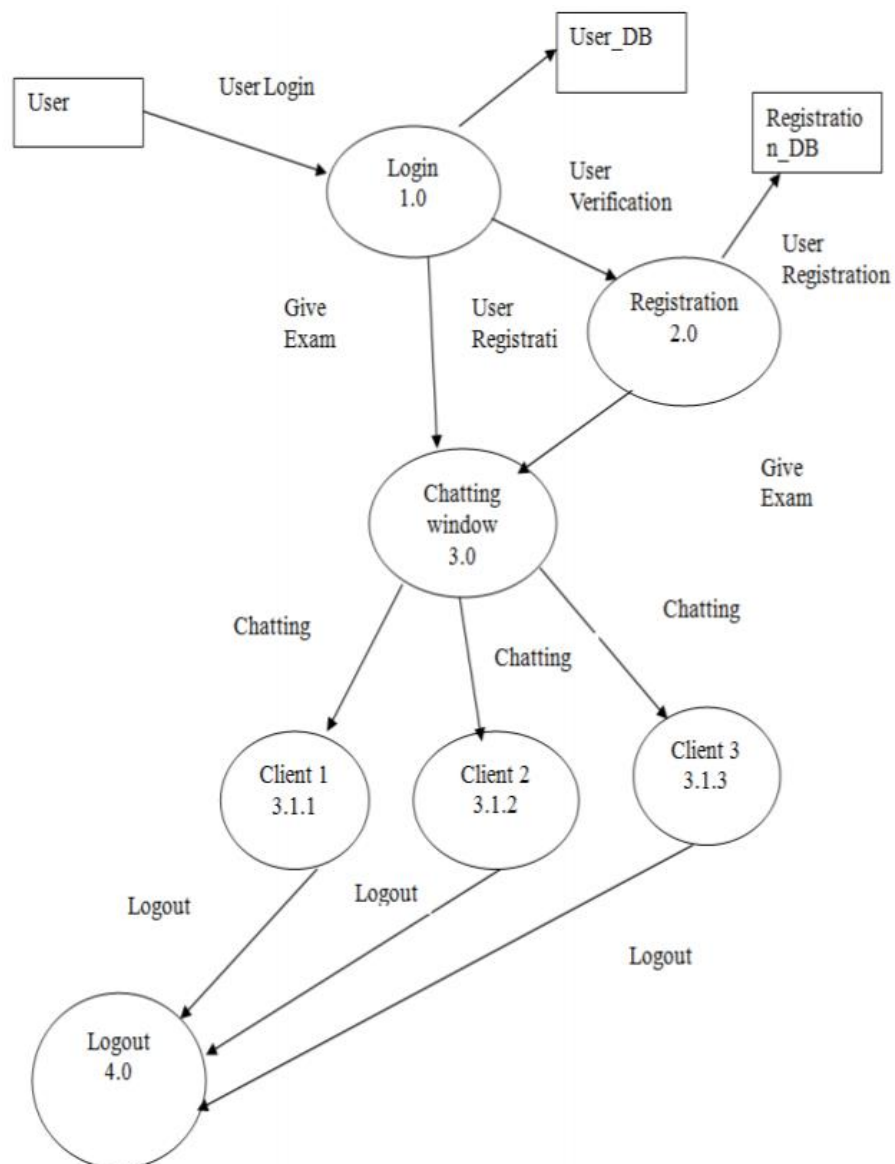 User_DB
User Login
User
Registratio
n_DB
Login
1.0
User
Verification
User
Registration
Give
Exam
User
Registrati
Registration
2.0
Give
Exam
Chatting
window
3.0
Chatting
Chatting
Chatting
Client 1
3.1.1
Client 2
3.1.2
Client 3
3.1.3
Logout
Logout
Logout
Logout
4.0